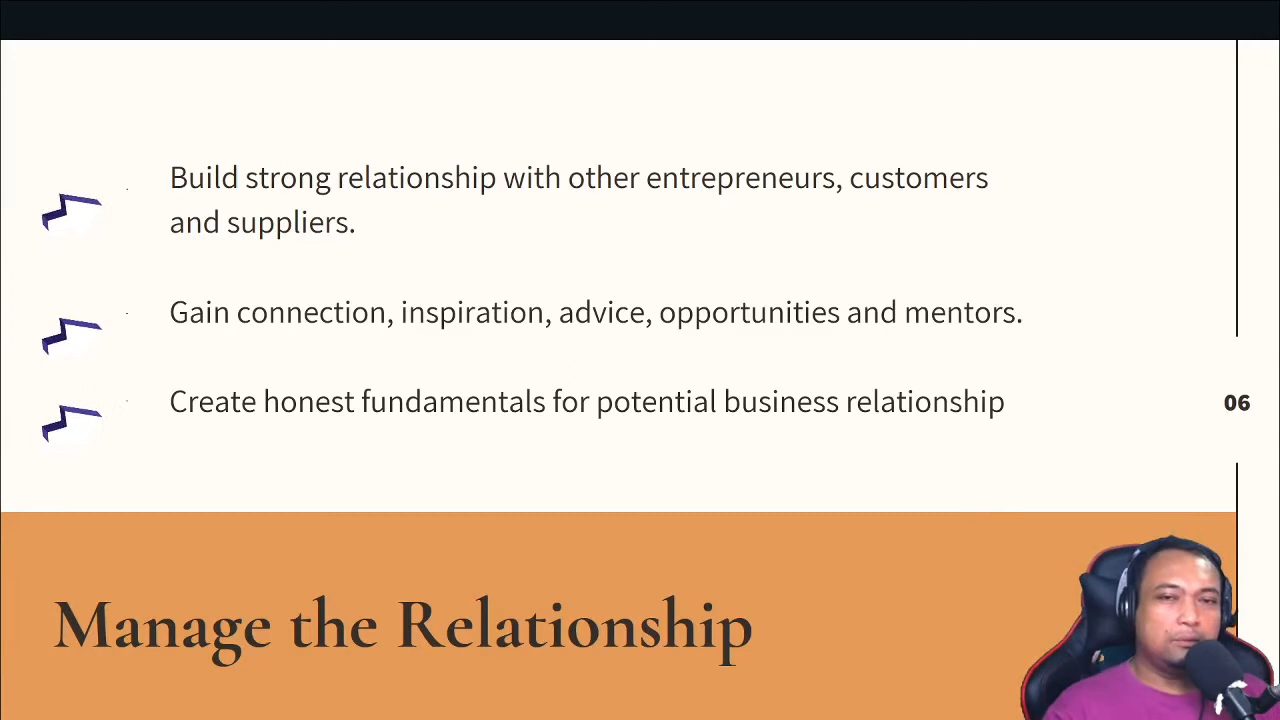 Build strong relationship with other entrepreneurs, customers
and suppliers.
Gain connection, inspiration, advice, opportunities and mentors.
Create honest fundamentals for potential business relationship
06
Manage the Relationship